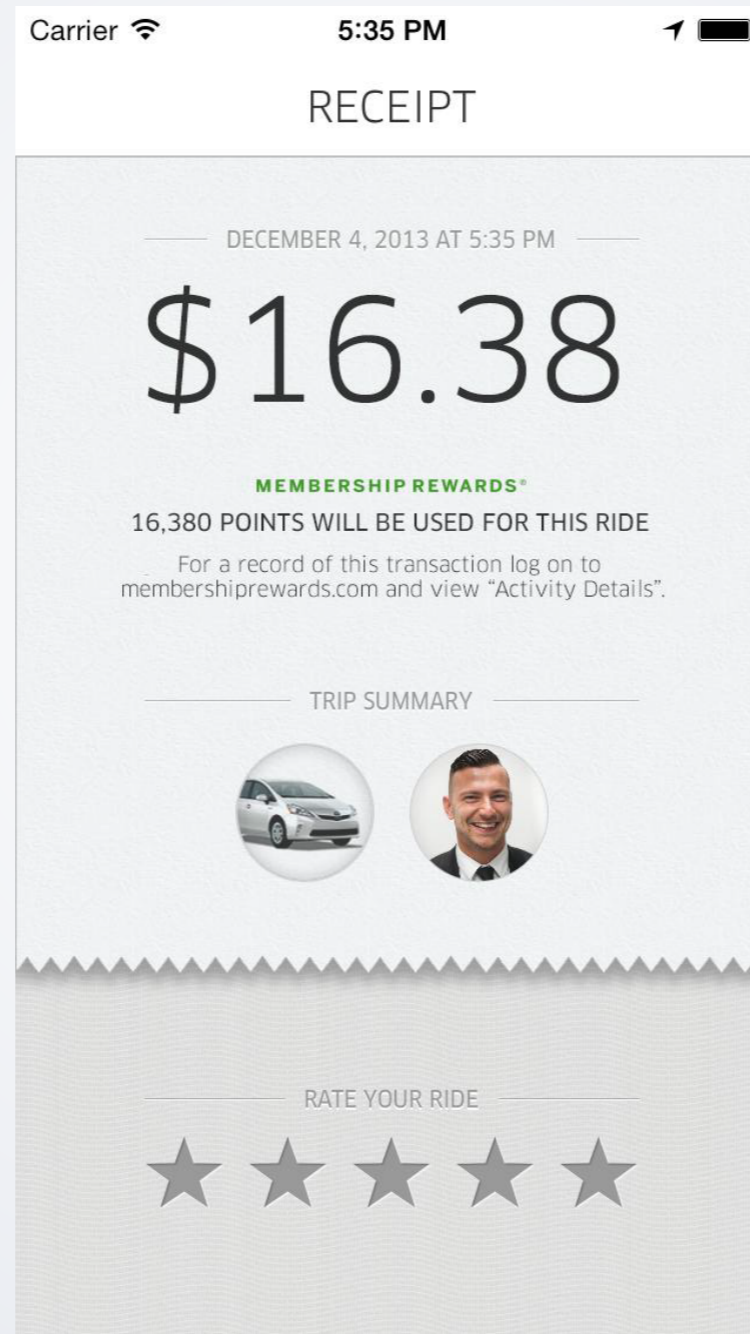 Carrier 5:35 PM
RECEIPT
DECEMBER 4, 2013 AT 5:35 PM
$16.38
MEMBERSHIP REWARDS®
16,380 POINTS WILL BE USED FOR THIS RIDE
For a record of this transaction log on to
membershiprewards.com and view “Activity Details”.
TRIP SUMMARY
RATE YOUR RIDE